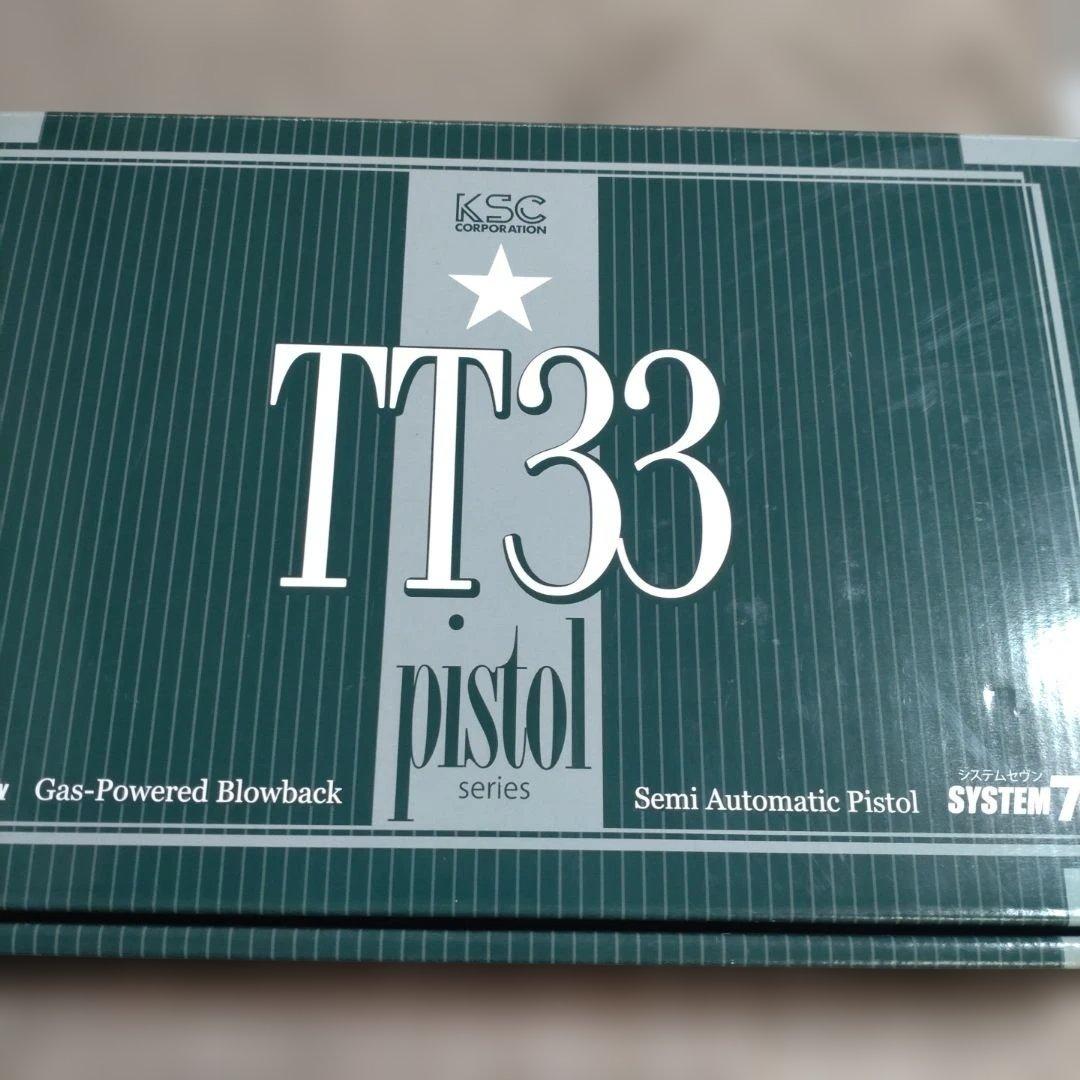 KSC
CORPORATION
TT33
pistol
series
Gas-Powered Blowback
Semi Automatic Pistol
システムセヴン
SYSTEM7